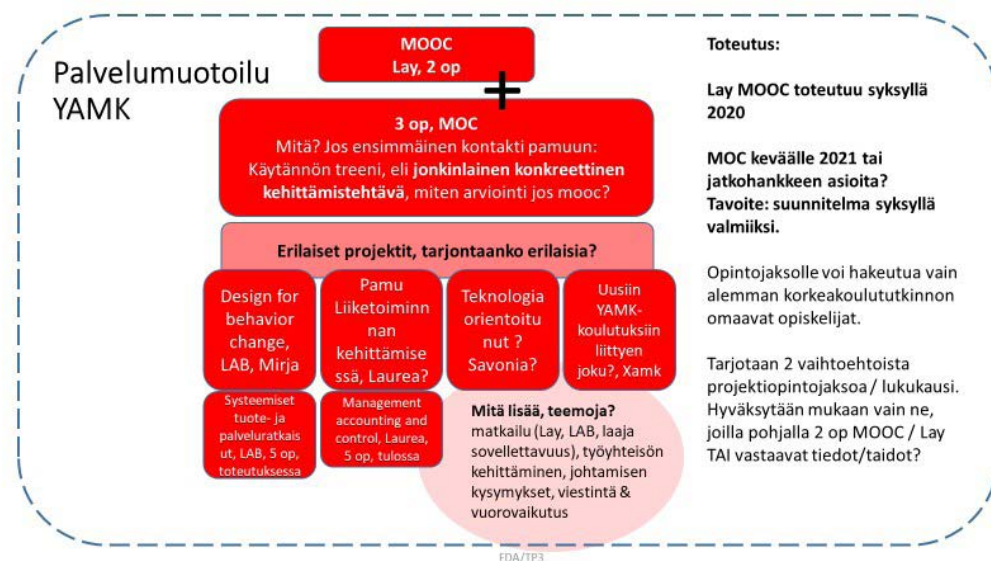 Palvelumuotoilu
YAMK
MOOC
Lay, 2 op
+
3 op, MOC
Mitä? Jos ensimmäinen kontakti pamuun:
Käytännön treeni, eli jonkinlainen konkreettinen
kehittämistehtävä, miten arviointi jos mooc?
Erilaiset projektit, tarjontaanko erilaisia?
Design for
behavior
change,
LAB, Mirja
Pamu
Liiketoiminn
nan
kehittämise
ssä, Laurea?
Teknologia
orientoitu
nut ?
Savonia?
Uusiin
YAMK-
koulutuksiin
liittyen
joku?, Xamk
Systeemiset
tuote- ja
palveluratkais
ut, LAB, 5 op,
toteutuksessa
Management
accounting and
control, Laurea,
5 op, tulossa
Mitä lisää, teemoja?
matkailu (Lay, LAB, laaja
sovellettavuus), työyhteisön
kehittäminen, johtamisen
kysymykset, viestintä &
vuorovaikutus
Toteutus:
Lay MOOC toteutuu syksyllä
2020
MOC keväälle 2021 tai
jatkohankkeen asioita?
Tavoite: suunnitelma syksyllä
valmiiksi.
Opintojaksolle voi hakeutua vain
alemman korkeakoulututkinnon
omaavat opiskelijat.
Tarjotaan 2 vaihtoehtoista
projektiopintojaksoa / lukukausi.
Hyväksytään mukaan vain ne,
joilla pohjalla 2 op MOOC / Lay
TAI vastaavat tiedot/taidot?
FDA/TP3